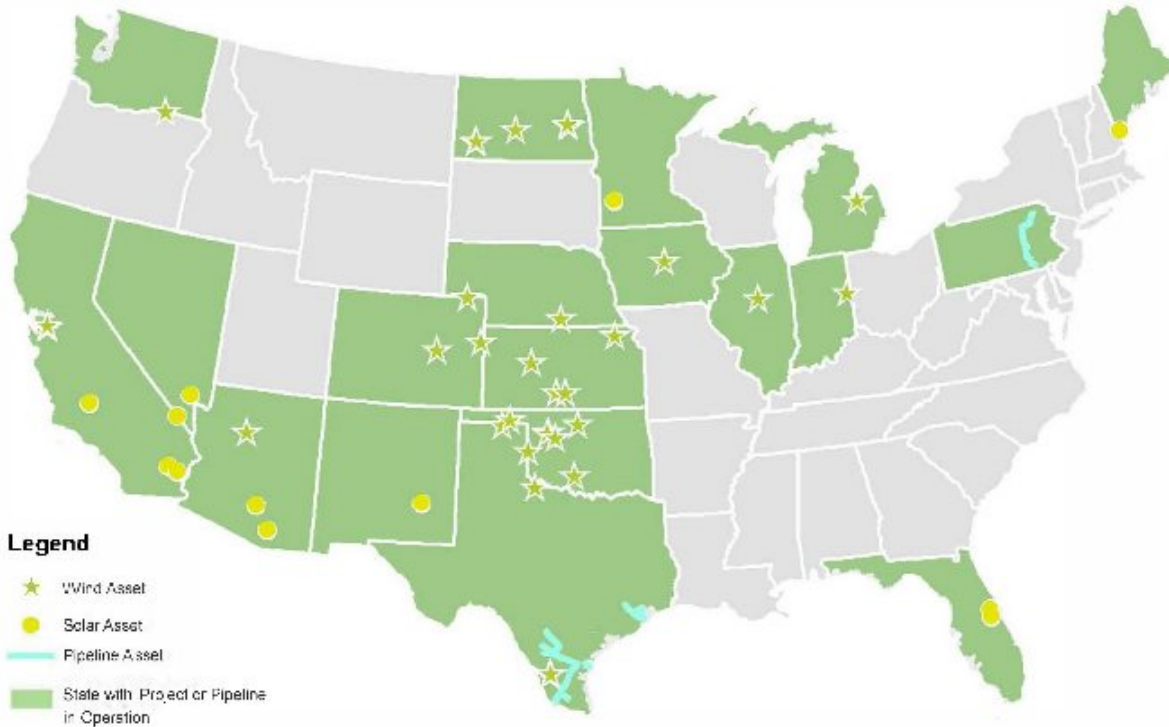 Legend
Wind Asset
Solar Asset
Pipeline Asset
State with Project or Pipeline
in Operation